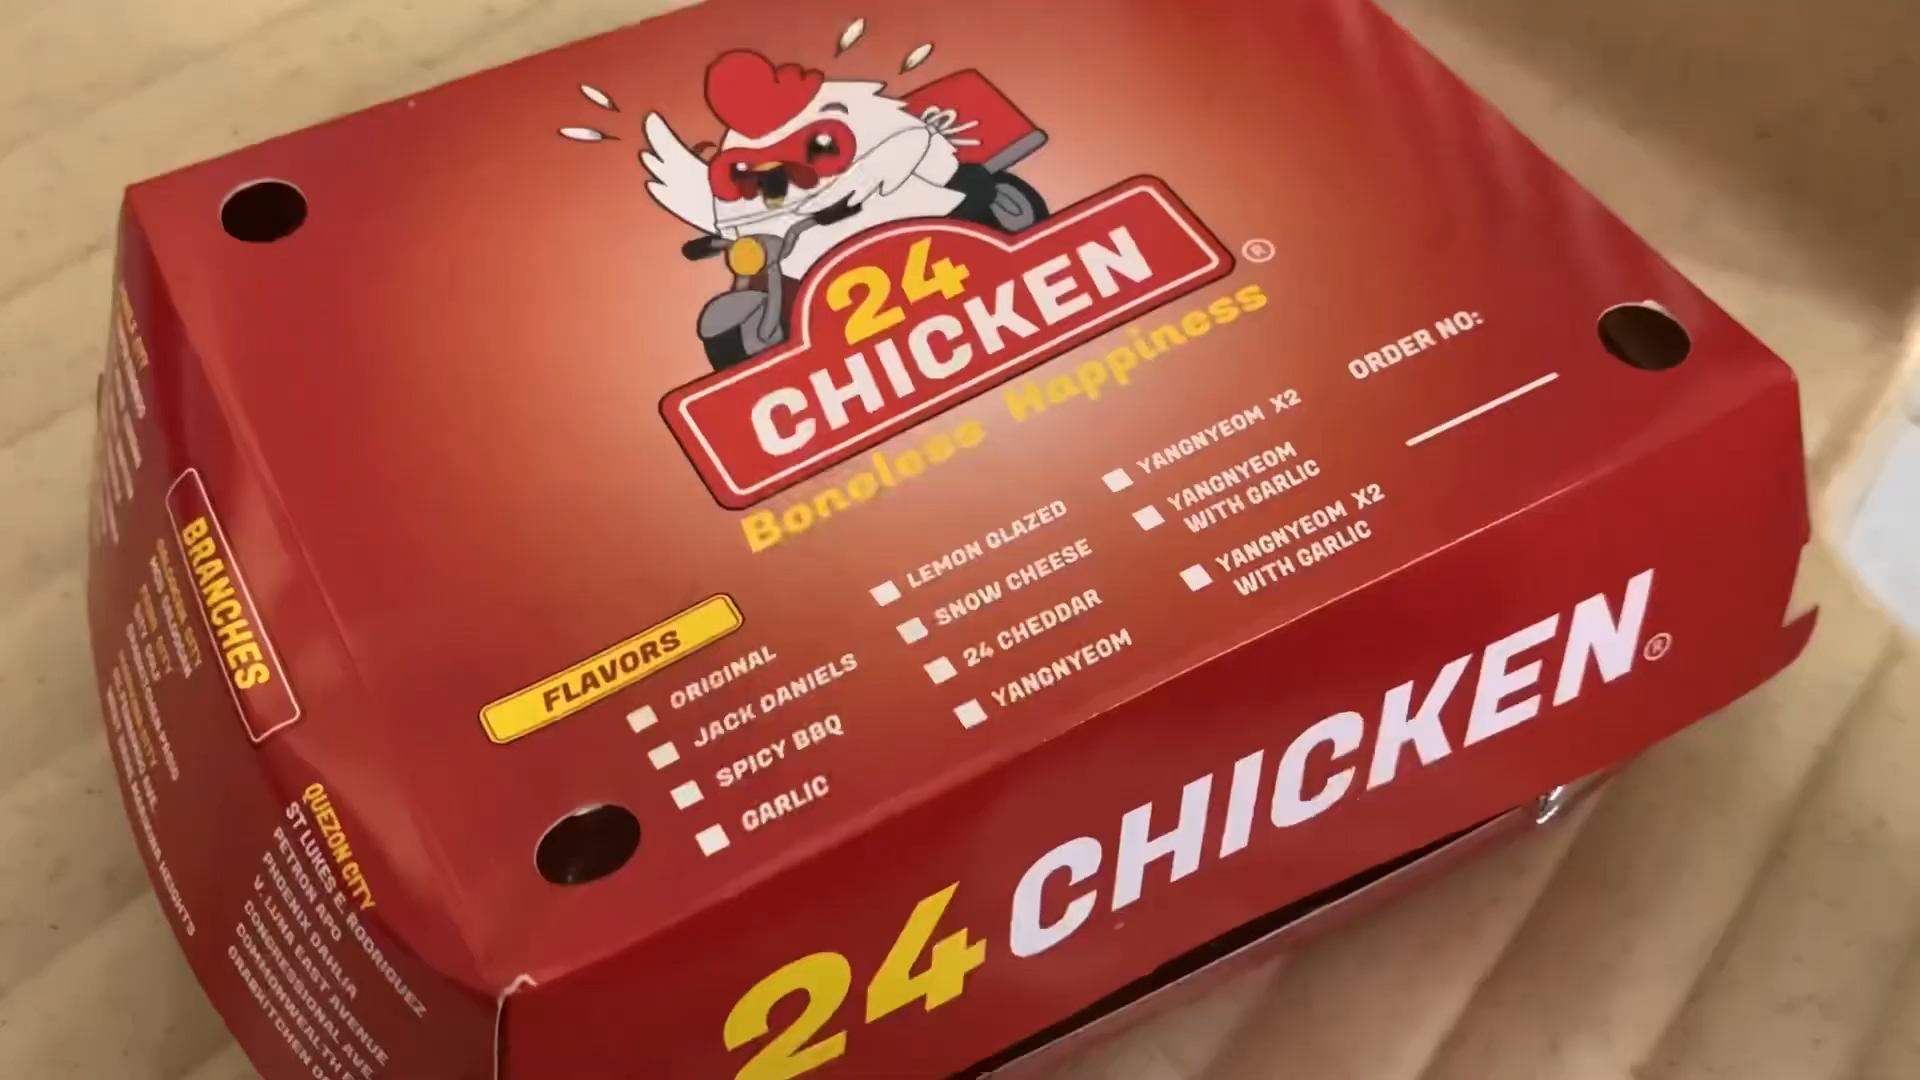 24
CHICKEN
®
Boneless Happiness
ORDER NO:
FLAVORS
ORIGINAL
JACK DANIELS
SPICY BBQ
GARLIC
LEMON GLAZED
SNOW CHEESE
24 CHEDDAR
YANGNYEOM
YANGNYEOM X2
YANGNYEOM
WITH GARLIC
YANGNYEOM X2
WITH GARLIC
24 CHICKEN®
BRANCHES
QUEZON CITY
ST LUKES E. RODRIGUEZ
PETRON APO
PHOENIX DAHLIA
V. LUNA EAST AVENUE
CONGRESSIONAL AVE
COMMONWEALTH
GRABKITCHEN